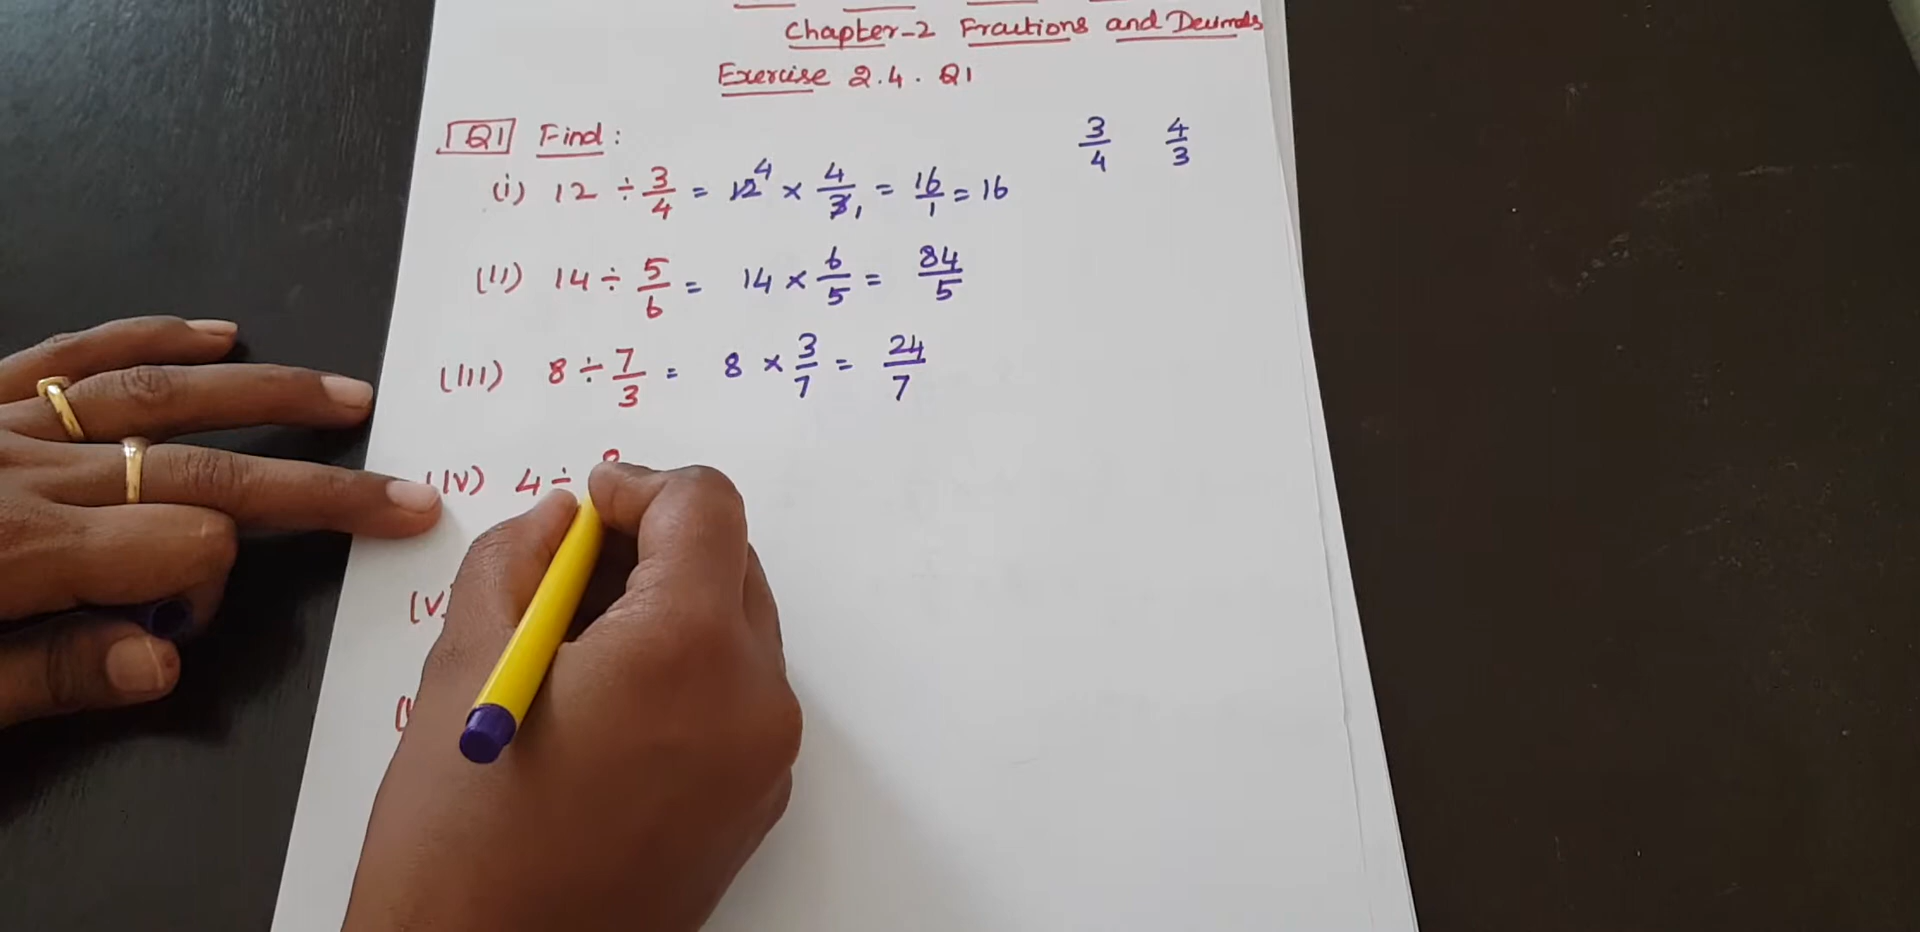 Chapter-2 Fractions and Decimals
Exercise 2.4. Q1
Q1 Find:
3/4 4/3
(i) 12 ÷ 3/4 = 12 4 × 4/3 1 = 16/1 = 16
(ii) 14 ÷ 5/6 = 14 × 6/5 = 84/5
(iii) 8 ÷ 7/3 = 8 × 3/7 = 24/7
(iv) 4 ÷
(v)